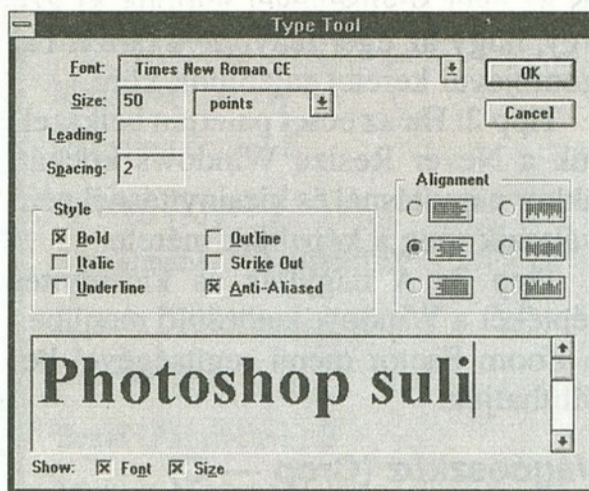 Type Tool
Font: Times New Roman CE
OK
Size: 50 points
Cancel
Leading:
Spacing: 2
Alignment
Style
Bold Outline
Italic Strike Out
Underline Anti-Aliased
Photoshop suli
Show: Font Size